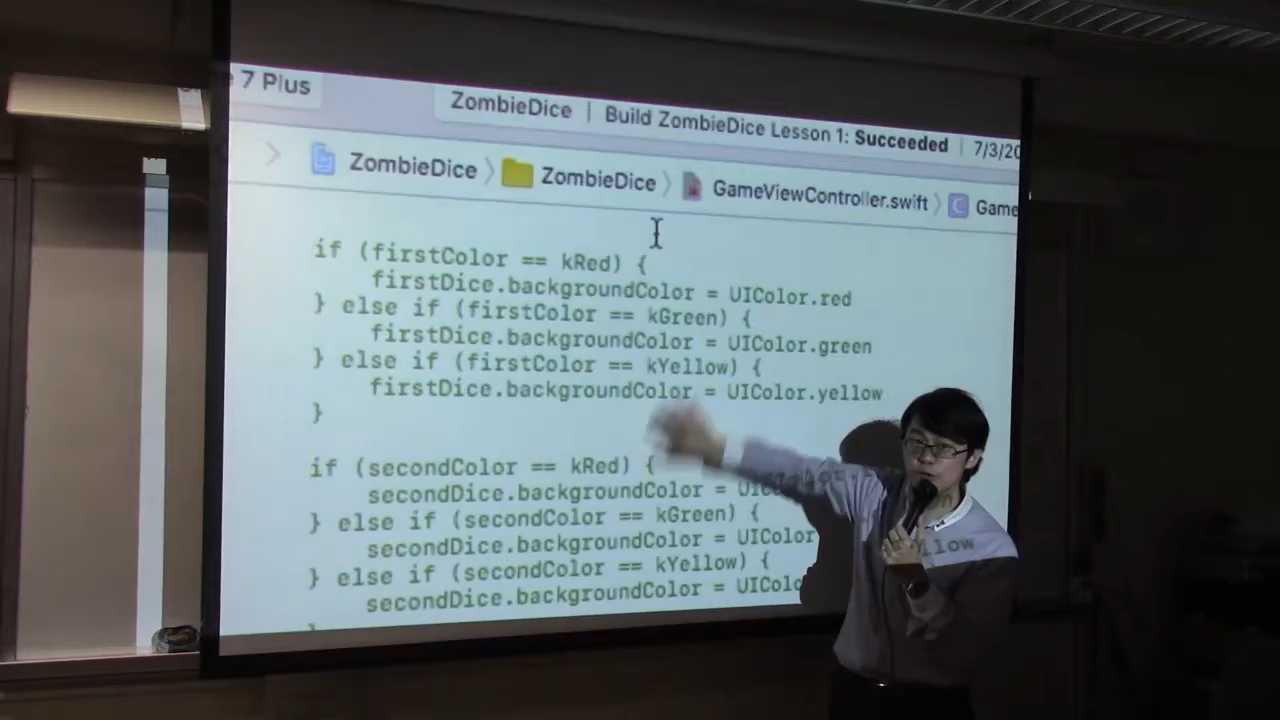 7 Plus
ZombieDice | Build ZombieDice Lesson 1: Succeeded | 7/3/20
ZombieDice ZombieDice GameViewController.swift C Game
if (firstColor == kRed) {
firstDice.backgroundColor = UIColor.red
} else if (firstColor == kGreen) {
firstDice.backgroundColor = UIColor.green
} else if (firstColor == kYellow) {
firstDice.backgroundColor = UIColor.yellow
}
if (secondColor == kRed) {
secondDice.backgroundColor =
} else if (secondColor == kGreen) {
secondDice.backgroundColor = UIColor
} else if (secondColor == kYellow) {
secondDice.backgroundColor = UIColo